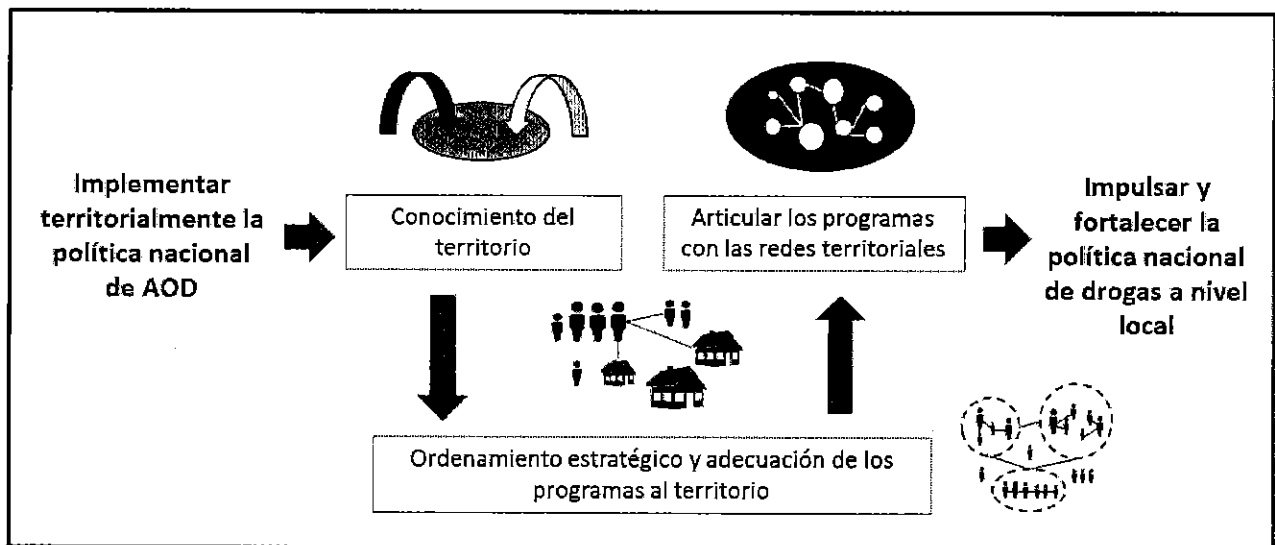 Implementar
territorialmente la
política nacional
de AOD
Conocimiento del
territorio
Articular los programas
con las redes territoriales
Impulsar y
fortalecer la
política nacional
de drogas a nivel
local
Ordenamiento estratégico y adecuación de los
programas al territorio